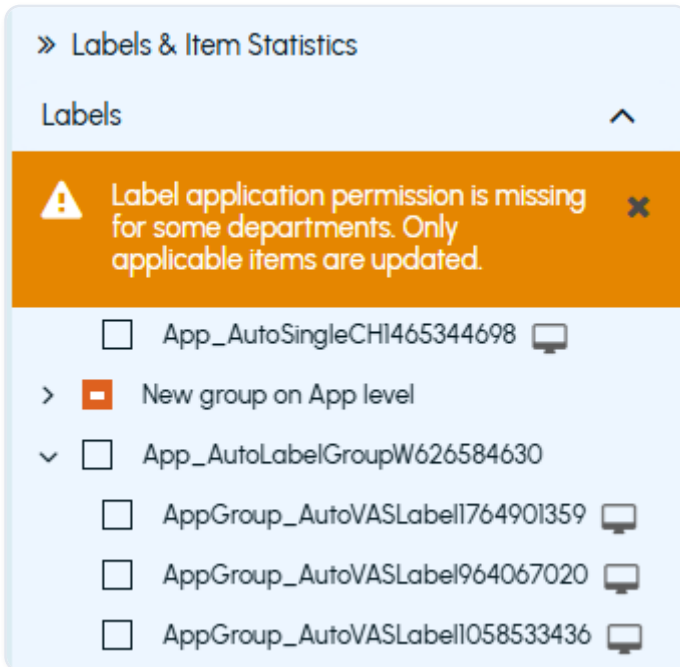 Labels & Item Statistics
Labels
Label application permission is missing
for some departments. Only
applicable items are updated.
App_AutoSingleCH1465344698
New group on App level
App_AutoLabelGroupW626584630
AppGroup_AutoVASLabel1764901359
AppGroup_AutoVASLabel964067020
AppGroup_AutoVASLabel1058533436